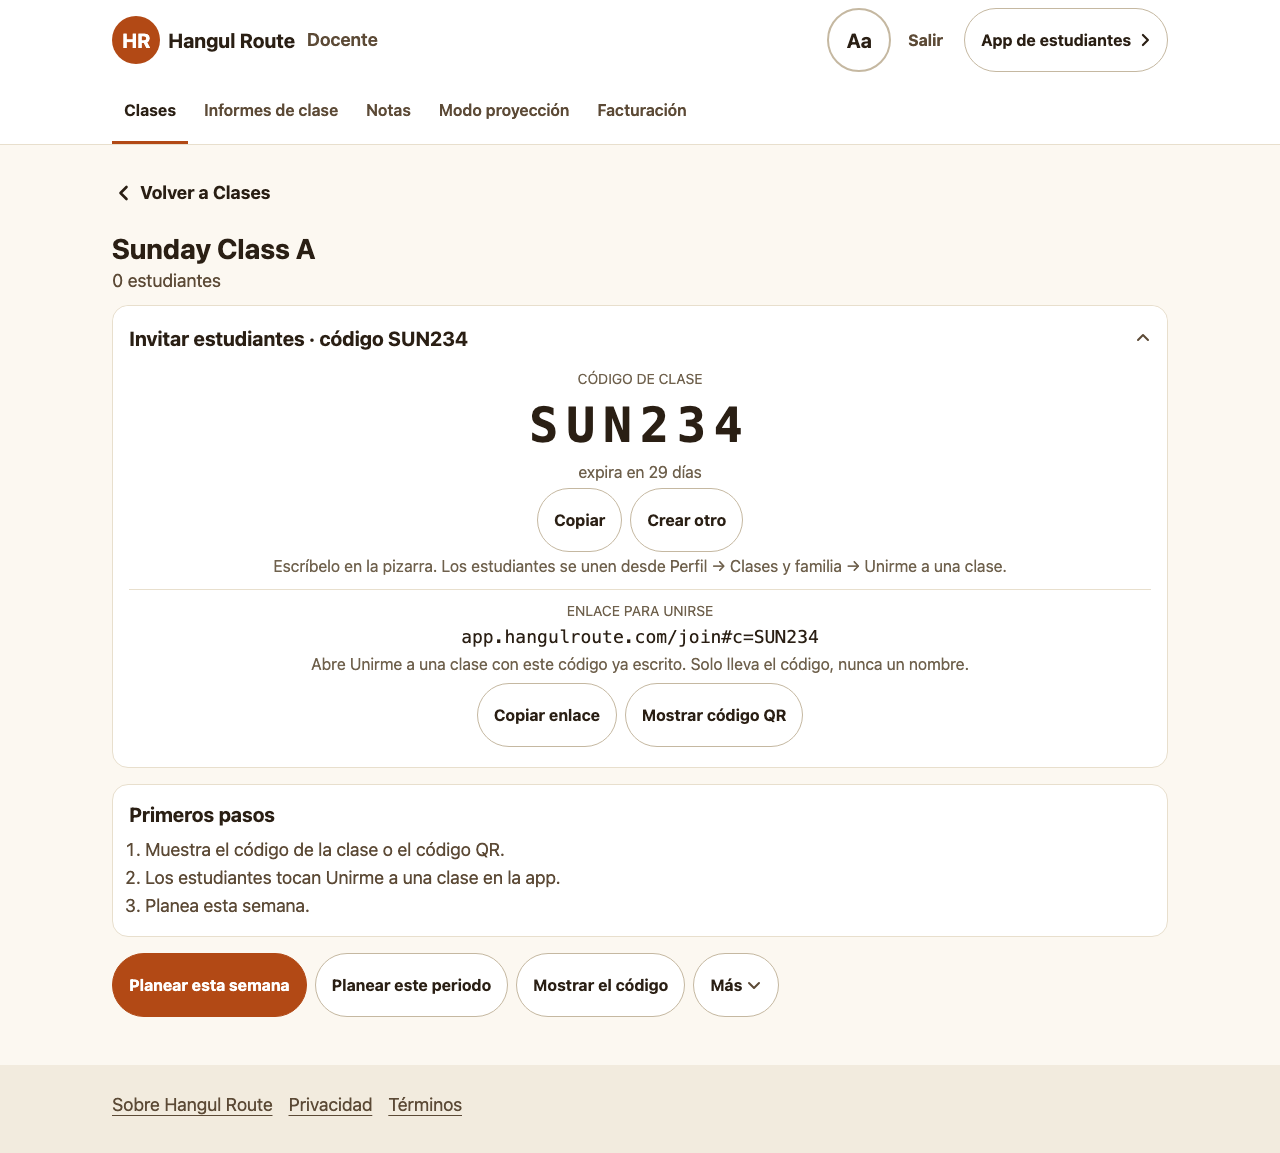 HR Hangul Route Docente
Aa Salir App de estudiantes
Clases Informes de clase Notas Modo proyección Facturación
Volver a Clases
Sunday Class A
0 estudiantes
Invitar estudiantes · código SUN234
CÓDIGO DE CLASE
SUN234
expira en 29 días
Copiar Crear otro
Escríbelo en la pizarra. Los estudiantes se unen desde Perfil → Clases y familia → Unirme a una clase.
ENLACE PARA UNIRSE
app.hangulroute.com/join#c=SUN234
Abre Unirme a una clase con este código ya escrito. Solo lleva el código, nunca un nombre.
Copiar enlace Mostrar código QR
Primeros pasos
1. Muestra el código de la clase o el código QR.
2. Los estudiantes tocan Unirme a una clase en la app.
3. Planea esta semana.
Planear esta semana Planear este periodo Mostrar el código Más
Sobre Hangul Route Privacidad Términos